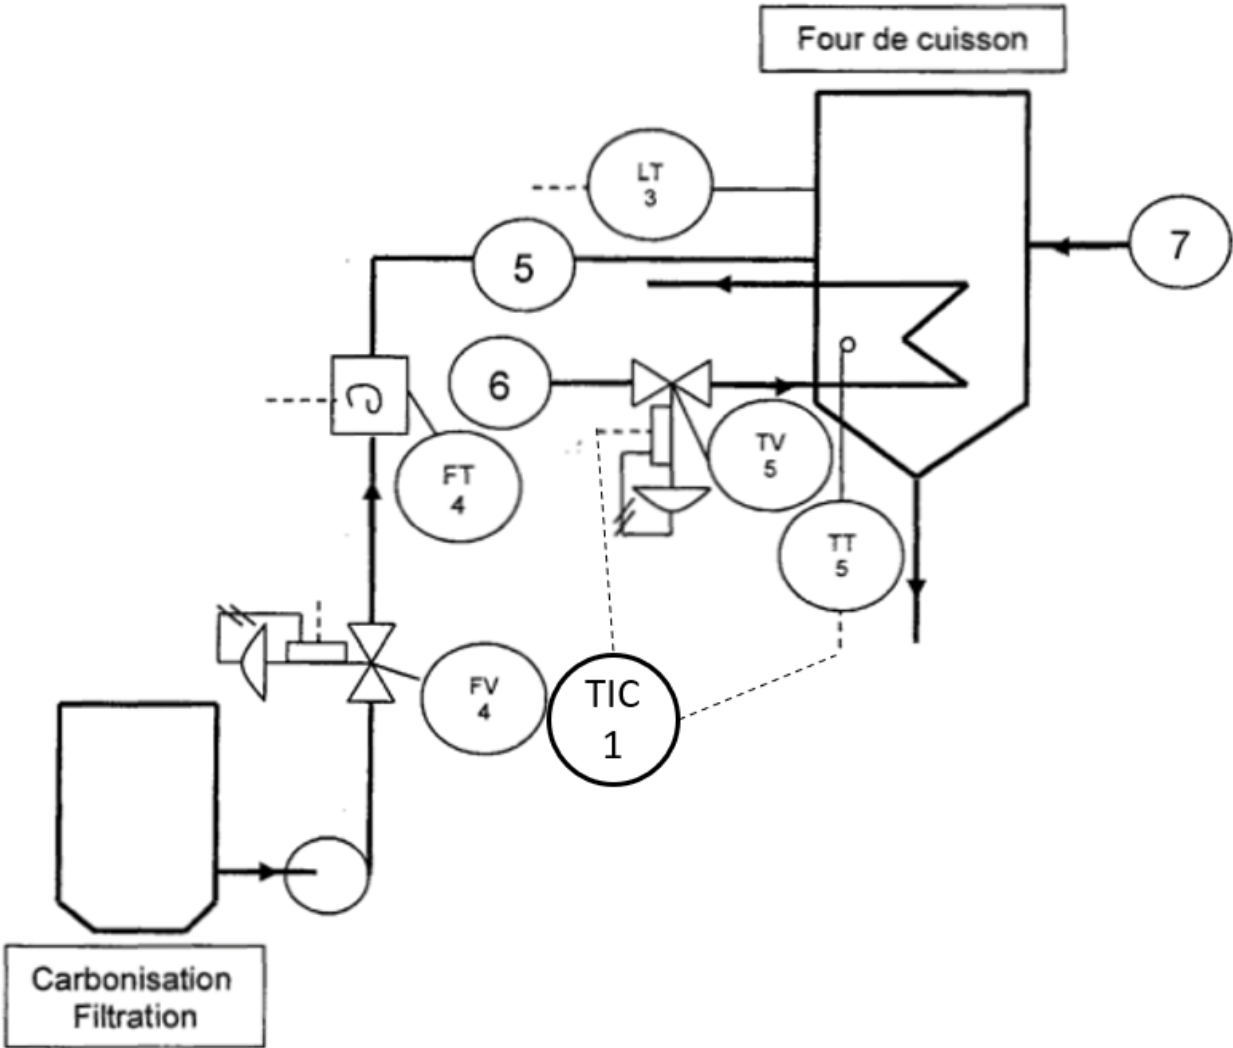 Four de cuisson
LT
3
5
7
6
TV
5
FT
4
TT
5
FV
4
TIC
1
Carbonisation
Filtration